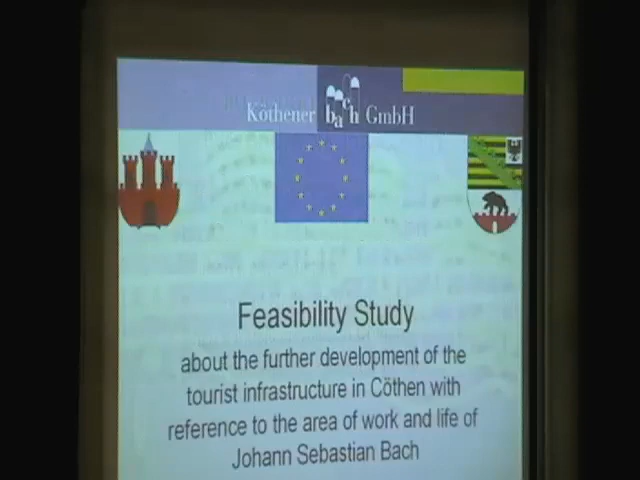 Köthener bach GmbH
Feasibility Study
about the further development of the
tourist infrastructure in Cöthen with
reference to the area of work and life of
Johann Sebastian Bach